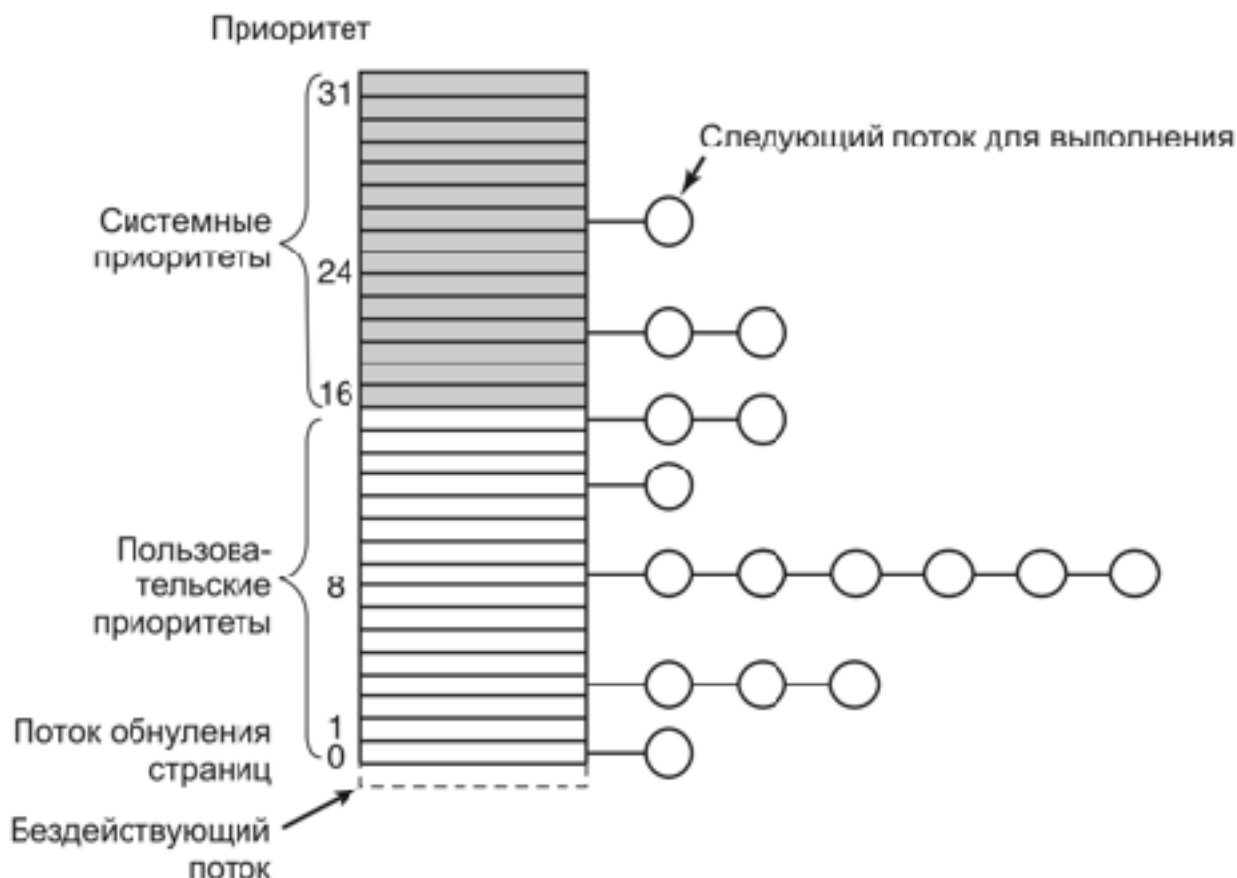 Приоритет
31
Следующий поток для выполнения
Системные
приоритеты
24
16
Пользова-
тельские
приоритеты
8
1
Поток обнуления
страниц
0
Бездействующий
поток